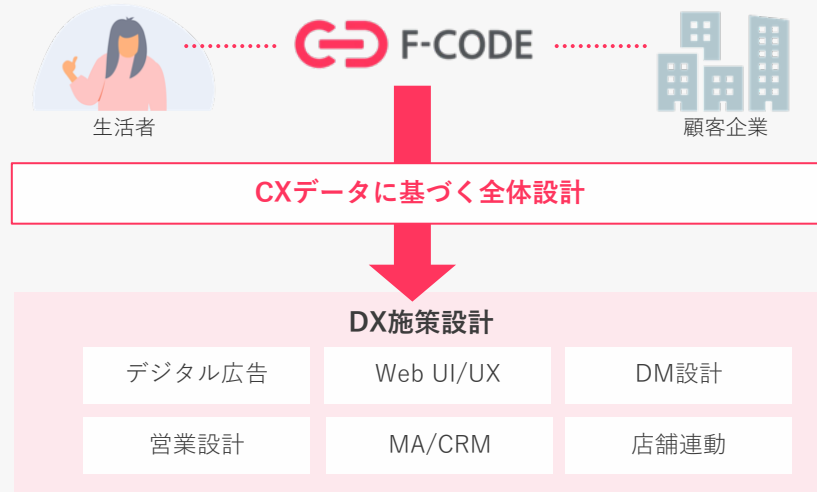 F-CODE
生活者
顧客企業
CXデータに基づく全体設計
DX施策設計
デジタル広告
Web UI/UX
DM設計
営業設計
MA/CRM
店舗連動